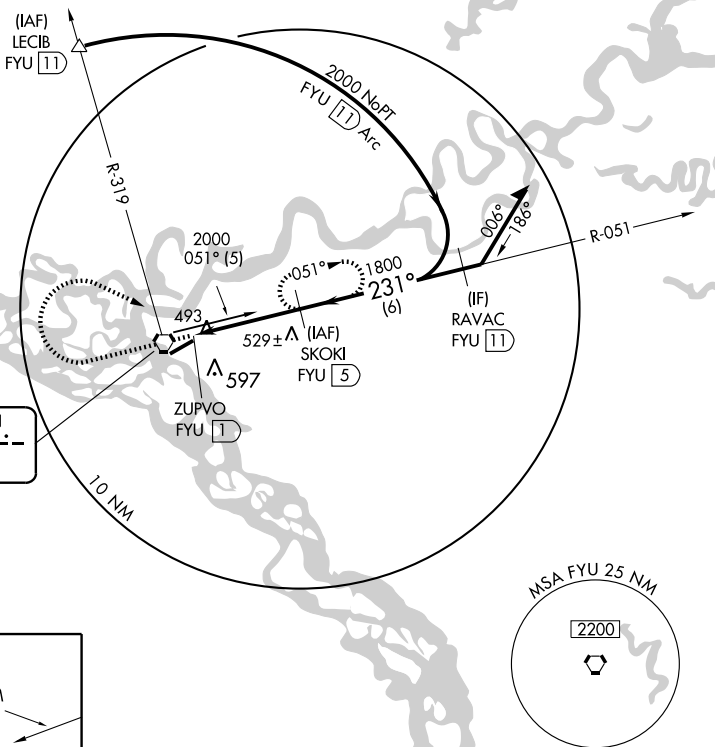 (IAF)
LECIB
FYU 11
2000 NoPT
FYU 11 Arc
R-319
006°
186°
R-051
2000
051° (5)
051°
1800
231°
(6)
(IF)
RAVAC
FYU 11
493
529±
(IAF)
SKOKI
FYU 5
597
ZUPVO
FYU 1
10 NM
MSA FYU 25 NM
2200